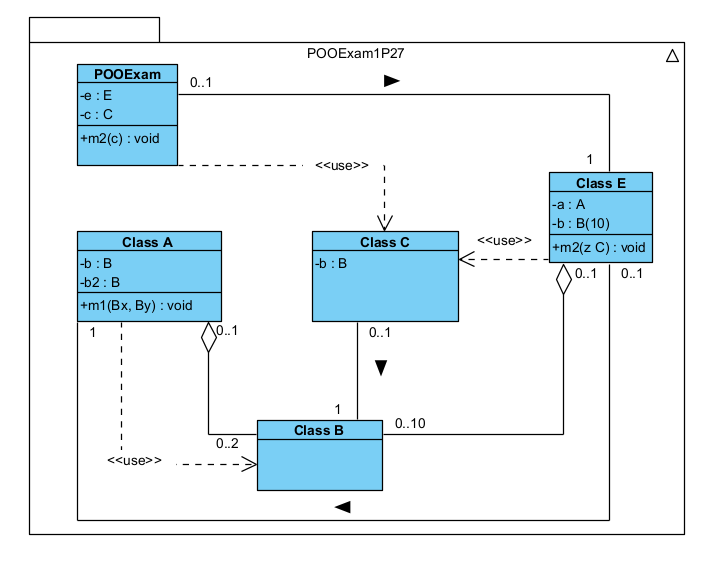 POOExam1P27
POOExam
-e : E
-c : C
+m2(c) : void
0..1
1
<<use>>
Class E
-a : A
-b : B(10)
+m2(z C) : void
<<use>>
0..1
0..1
Class A
-b : B
-b2 : B
+m1(Bx, By) : void
Class C
-b : B
1
0..1
0..1
1
0..10
0..2
Class B
<<use>>